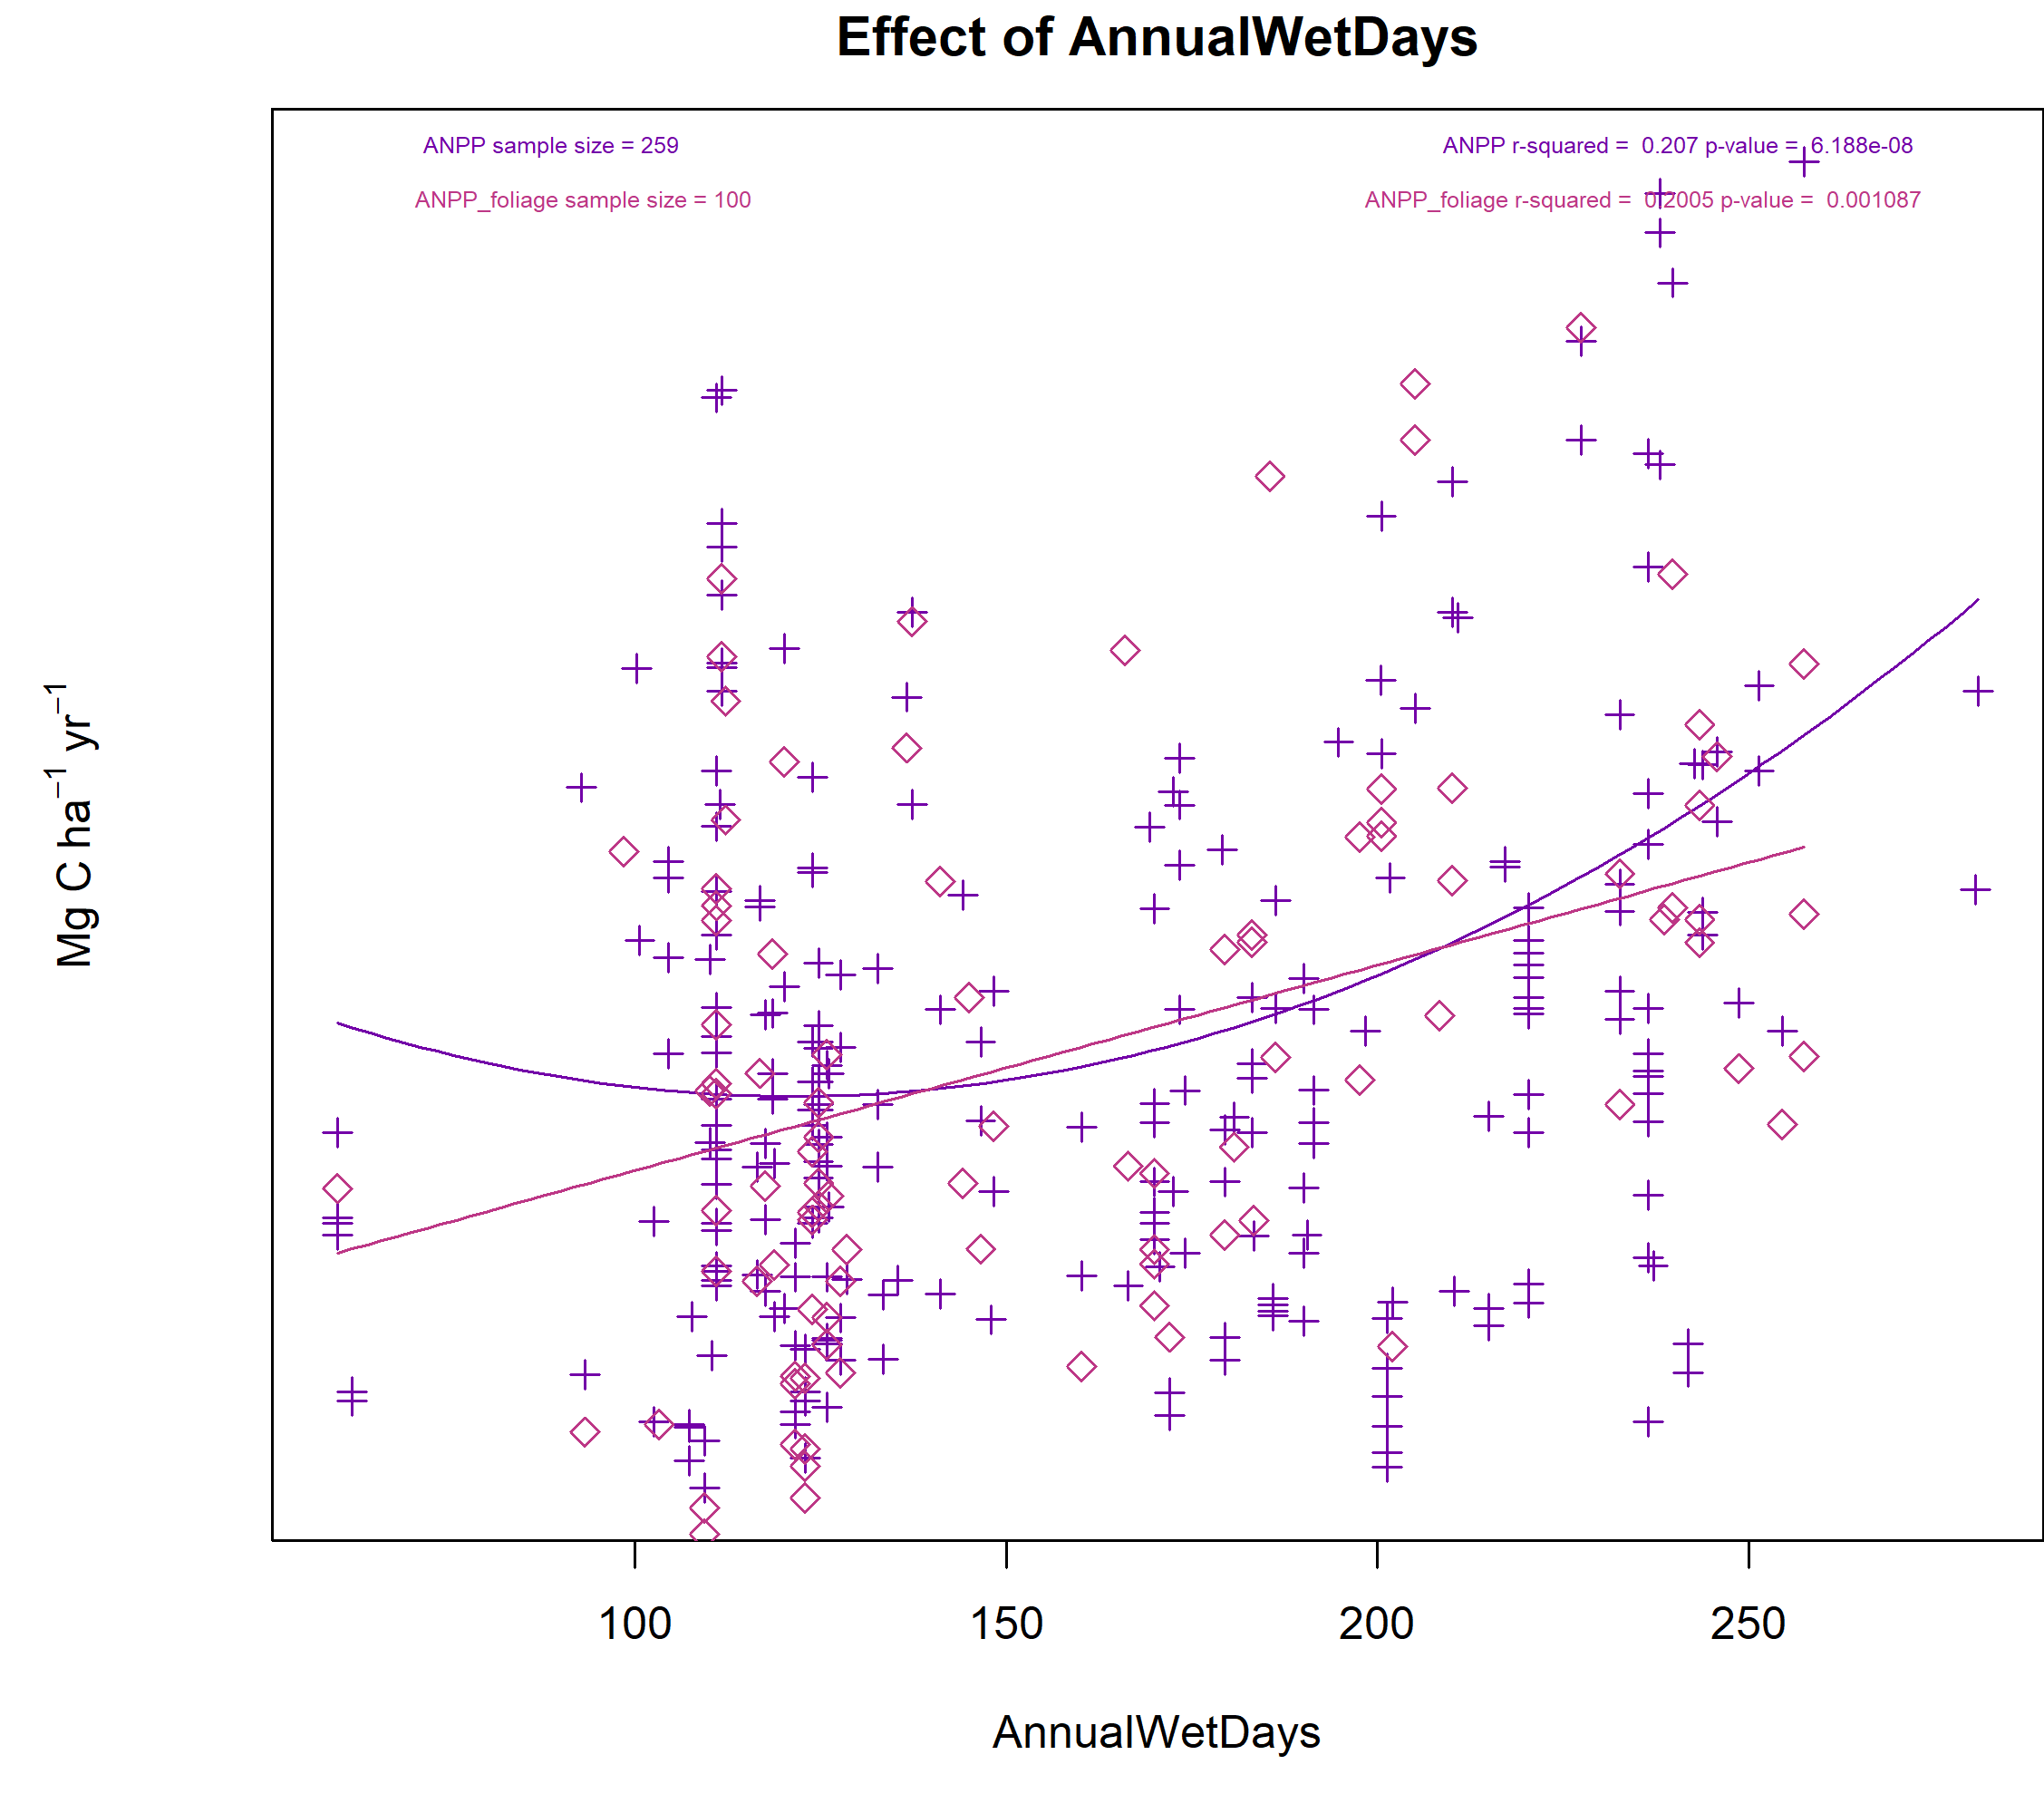 Effect of AnnualWetDays
ANPP sample size = 259
ANPP r-squared = 0.207 p-value = 6.188e-08
ANPP_foliage sample size = 100
ANPP_foliage r-squared = 0.2005 p-value = 0.001087
Mg C ha⁻¹ yr⁻¹
100 150 200 250
AnnualWetDays